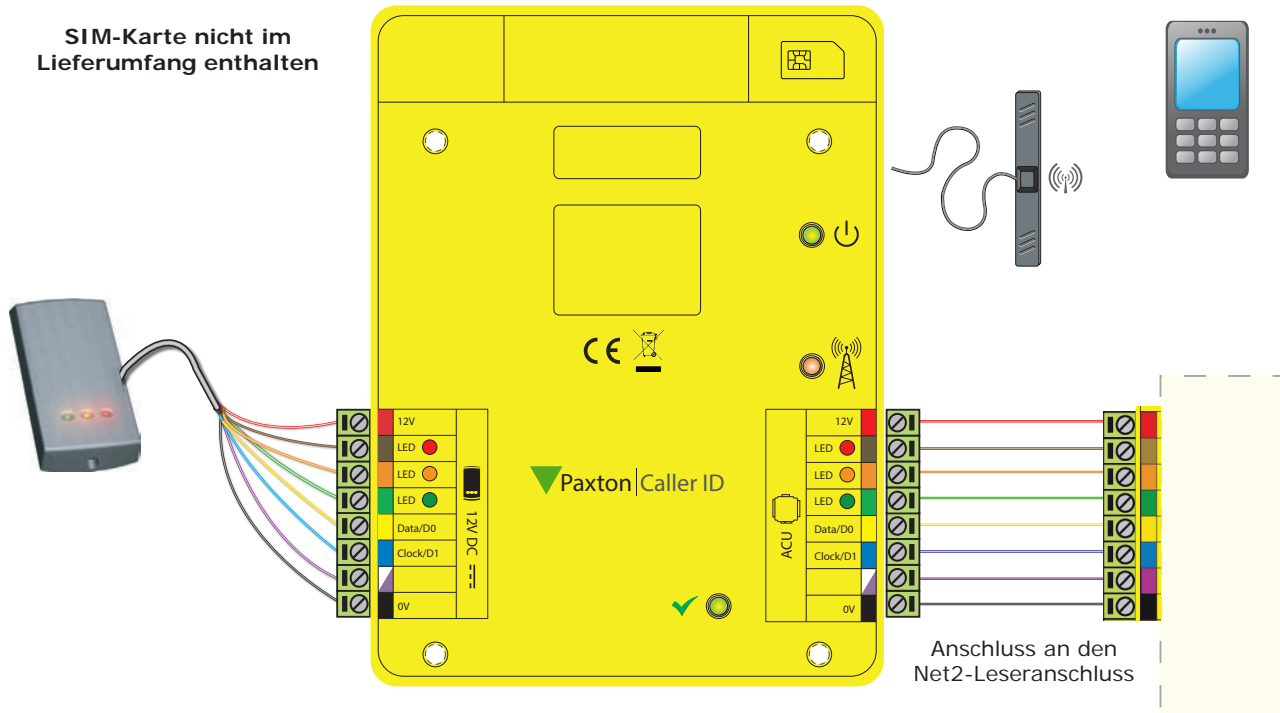 SIM-Karte nicht im
Lieferumfang enthalten
CE
12V
LED
LED
LED
Data/D0
Clock/D1
0V
12V DC
Paxton Caller ID
ACU
12V
LED
LED
LED
Data/D0
Clock/D1
0V
Anschluss an den
Net2-Leseranschluss